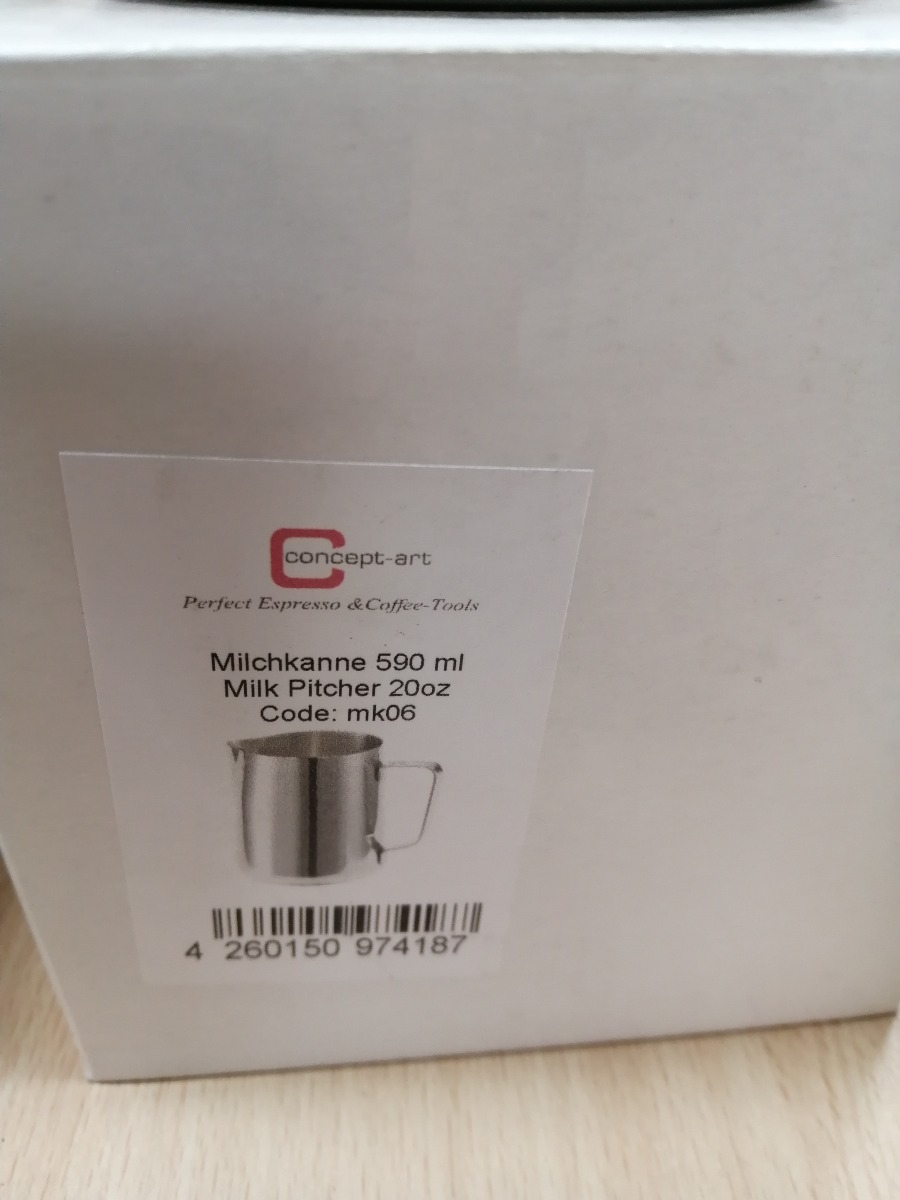 concept-art
Perfect Espresso &Coffee-Tools
Milchkanne 590 ml
Milk Pitcher 20oz
Code: mk06
4 260150 974187